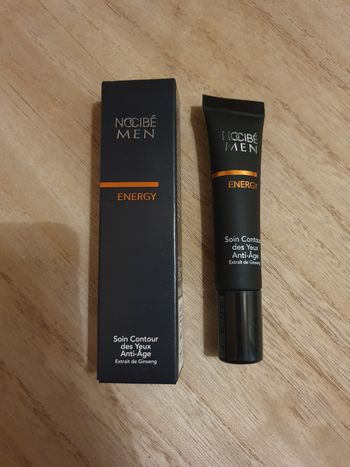 NOCIBÉ
MEN
ENERGY
Soin Contour
des Yeux
Anti-Âge
Extrait de Ginseng
NOCIBÉ
MEN
ENERGY
Soin Contour
des Yeux
Anti-Âge
Extrait de Ginseng